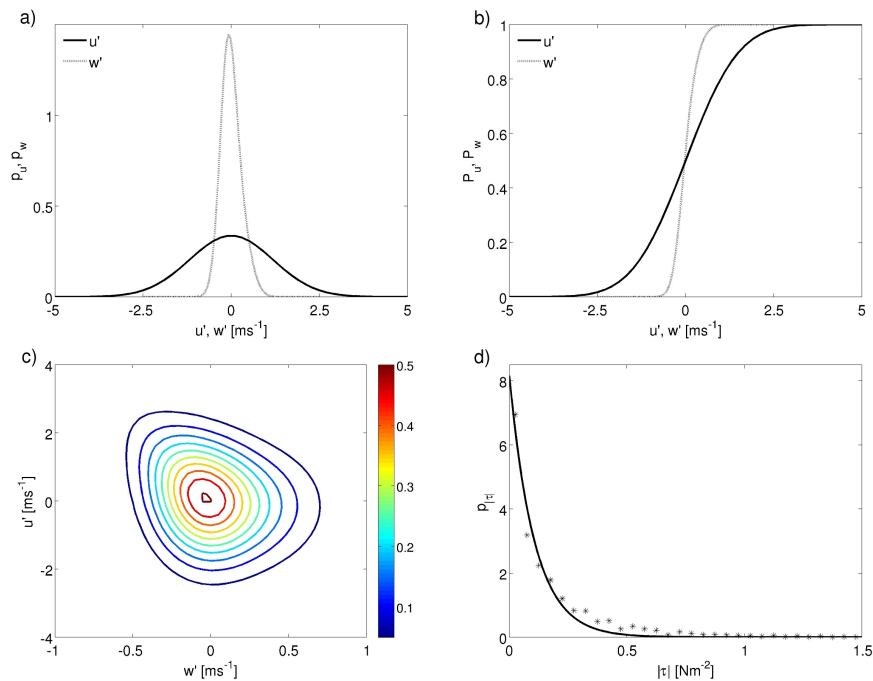 a)
u'
w'
1
0.5
0
-5
-2.5
0
2.5
5
p_u, p_w
u', w' [ms⁻¹]
b)
u'
w'
1
0.8
0.6
0.4
0.2
0
-5
-2.5
0
2.5
5
P_u, P_w
u', w' [ms⁻¹]
c)
4
2
0
-2
-4
-1
-0.5
0
0.5
1
u' [ms⁻¹]
w' [ms⁻¹]
0.5
0.4
0.3
0.2
0.1
d)
8
6
4
2
0
0
0.5
1
1.5
p_|τ|
|τ| [Nm⁻²]